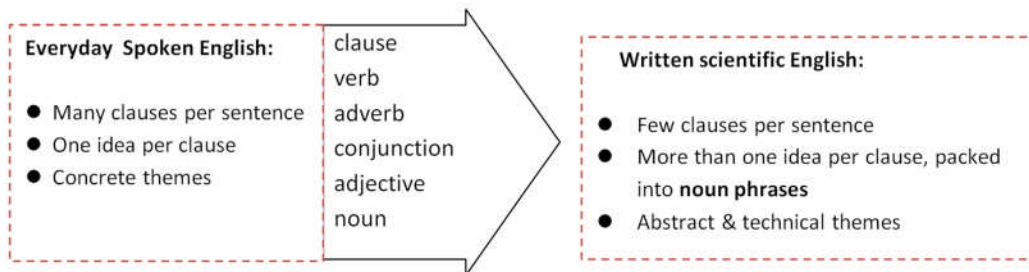 Everyday Spoken English:
● Many clauses per sentence
● One idea per clause
● Concrete themes
clause
verb
adverb
conjunction
adjective
noun
Written scientific English:
● Few clauses per sentence
● More than one idea per clause, packed
into noun phrases
● Abstract & technical themes